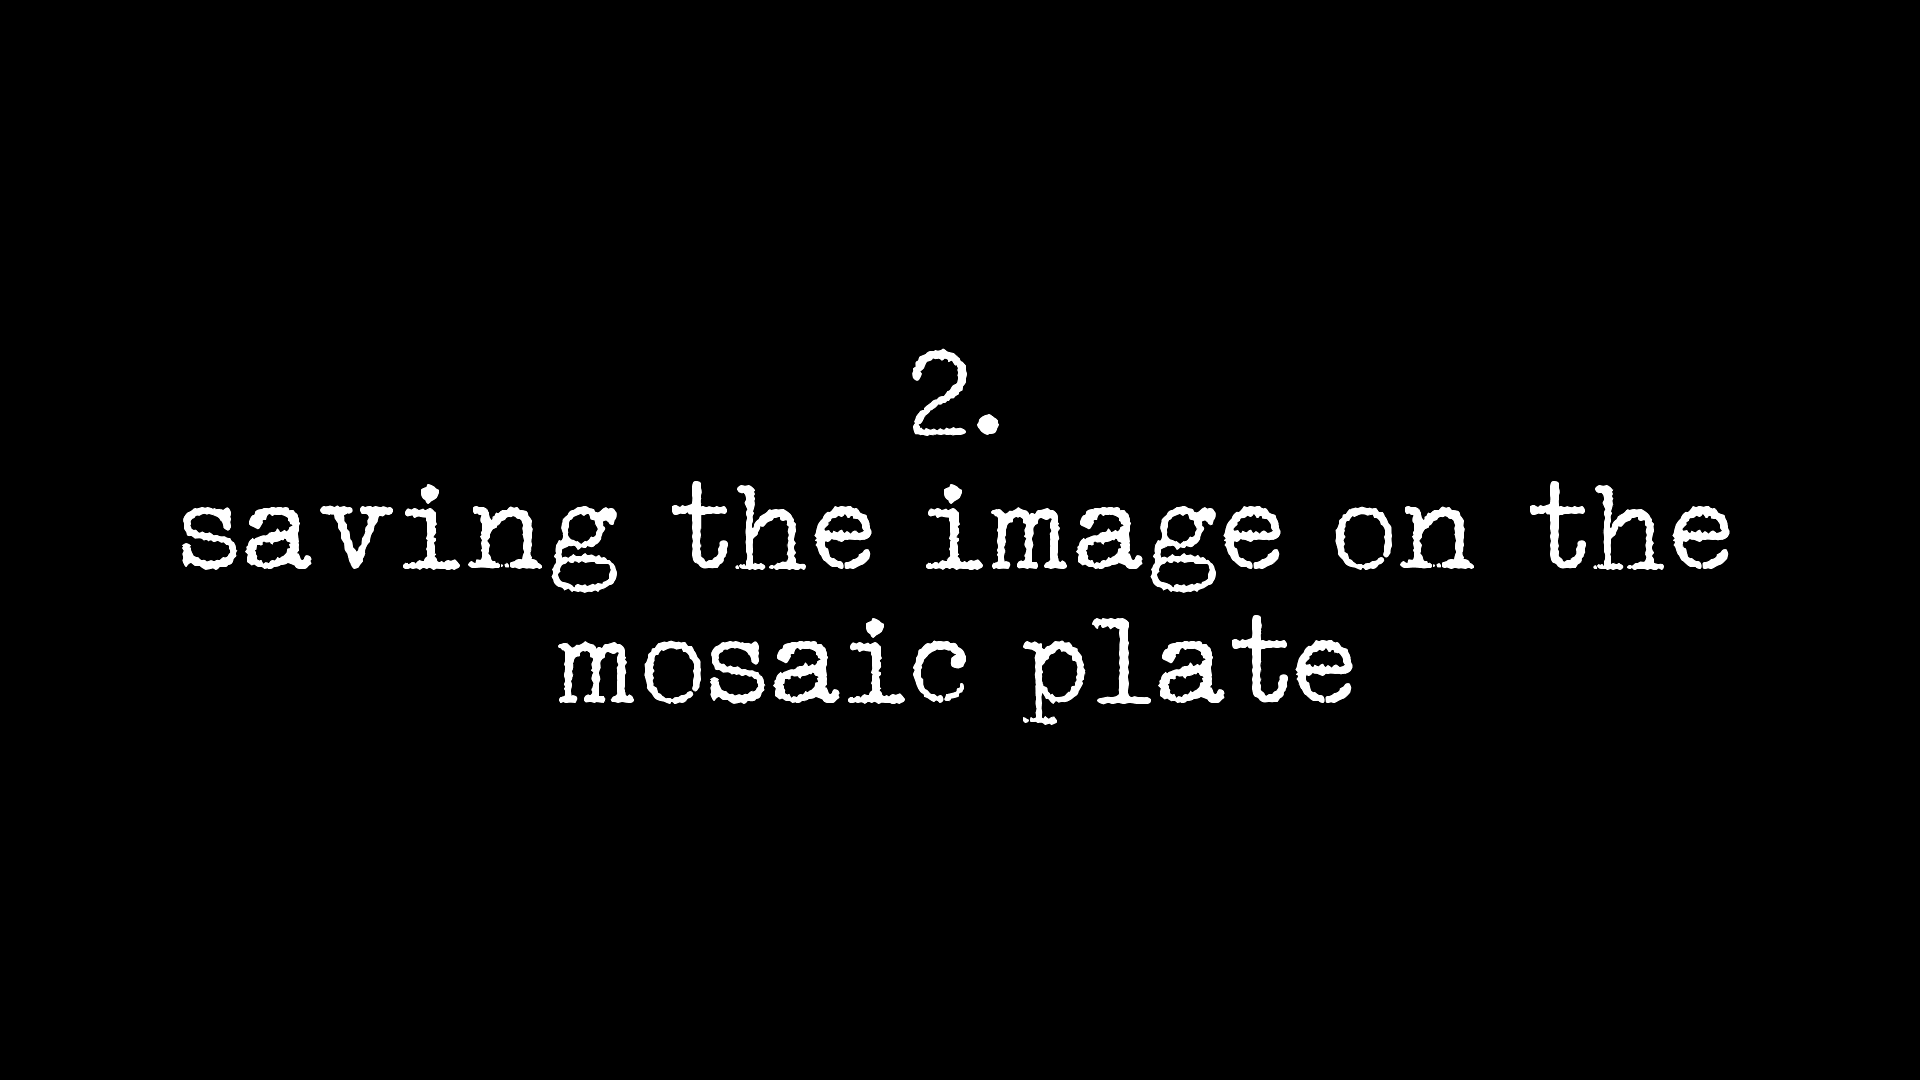 2.
saving the image on the
mosaic plate